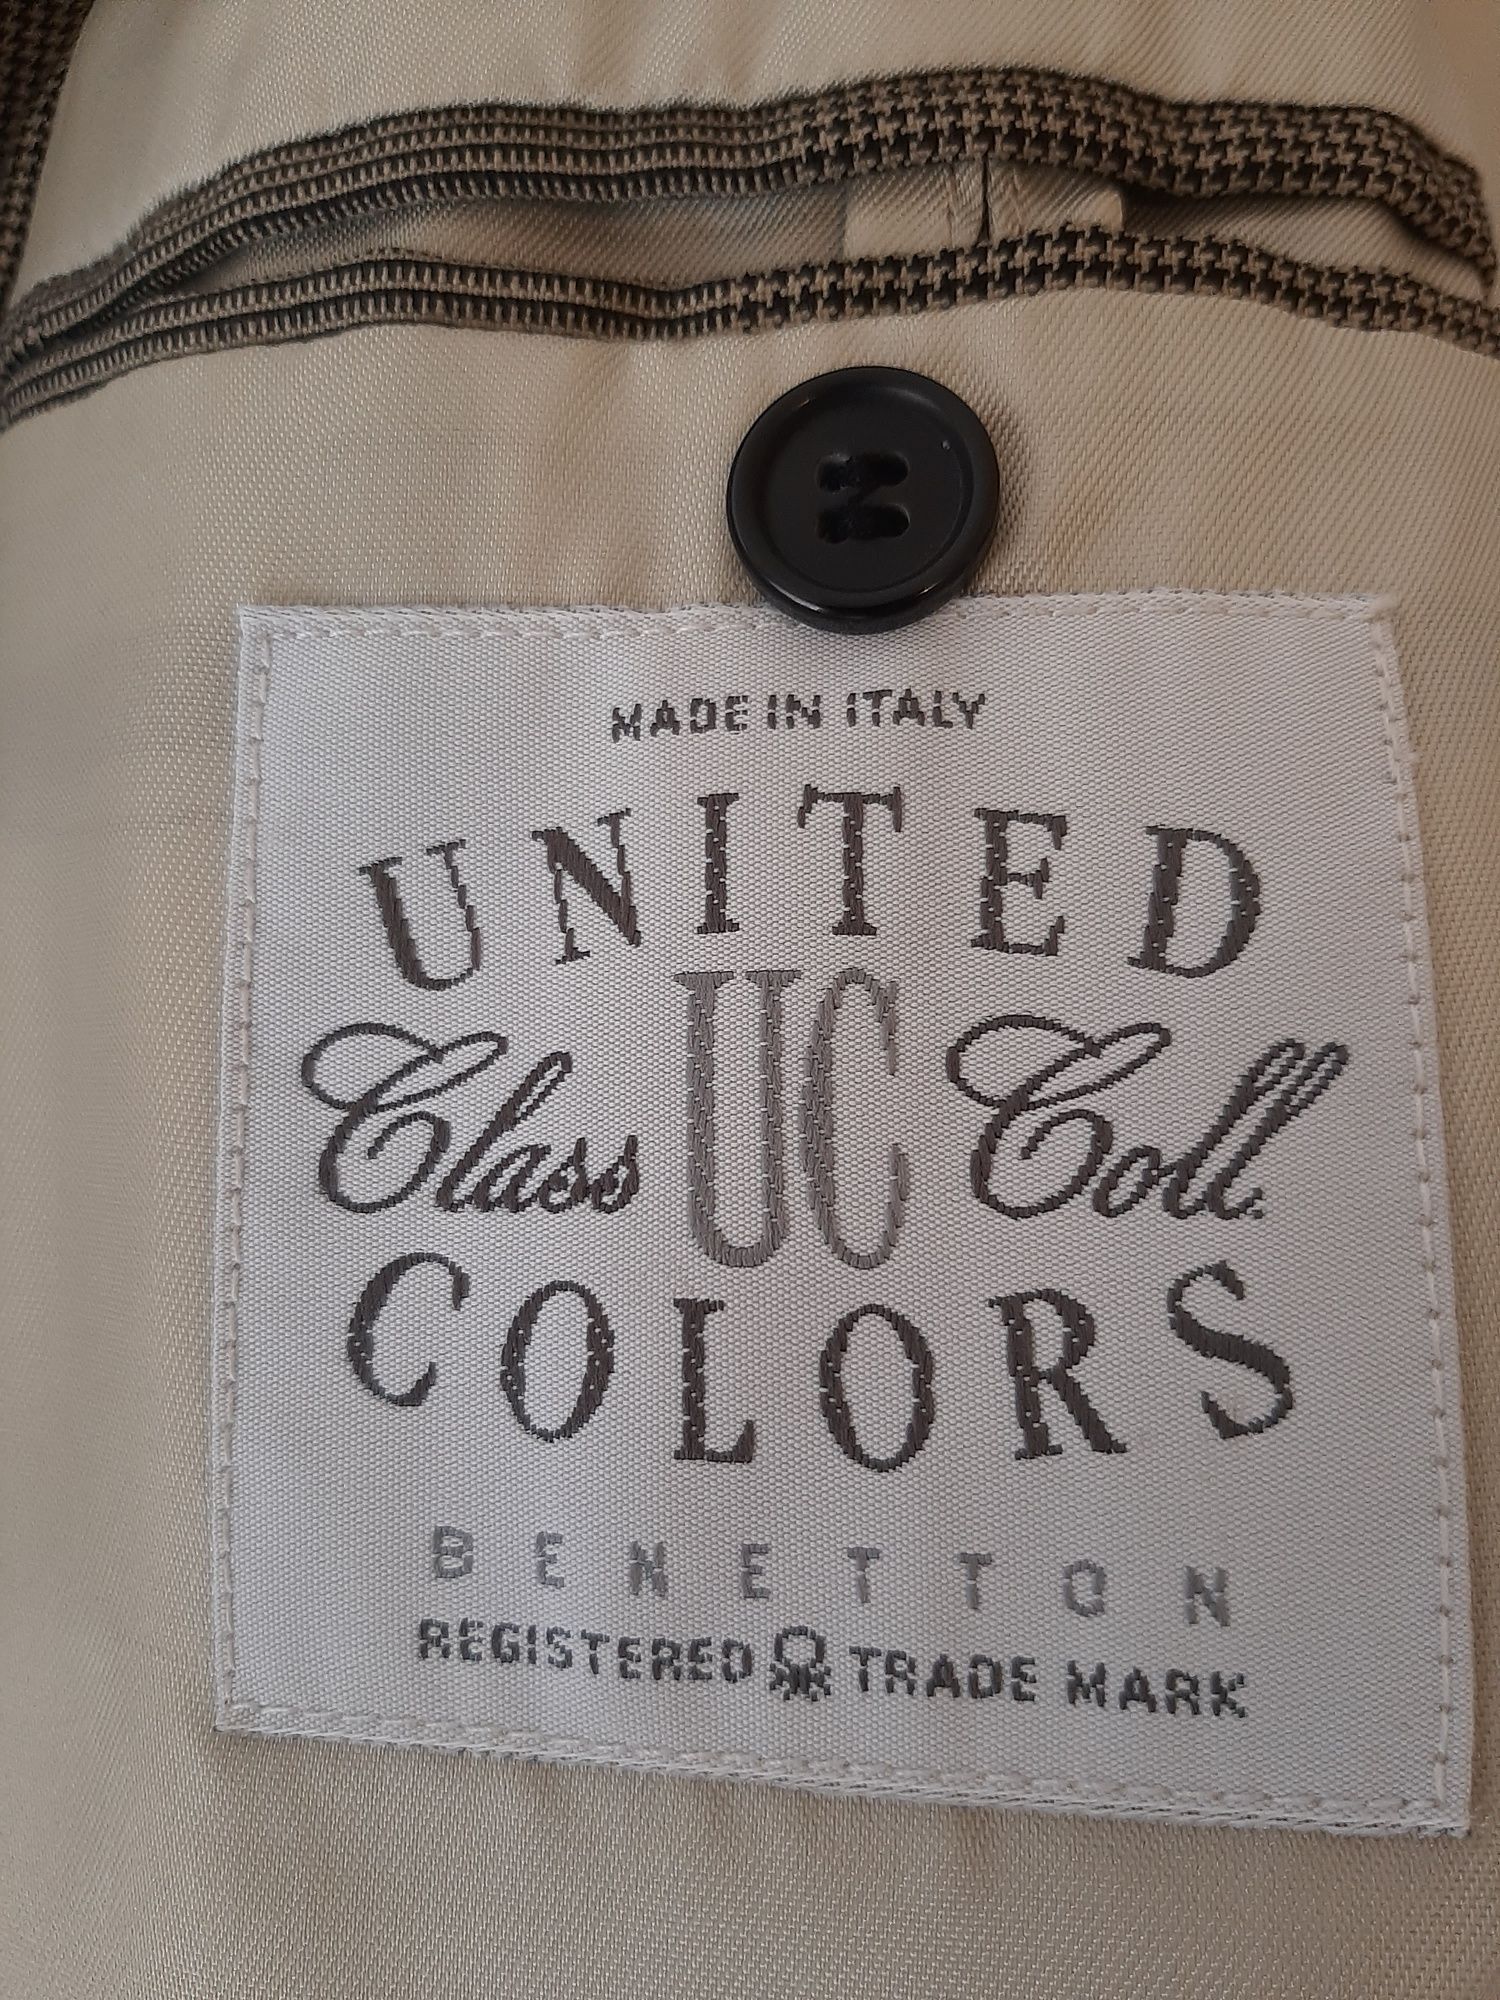 MADE IN ITALY
UNITED
Class UC Coll.
COLORS
BENETTON
REGISTERED TRADE MARK